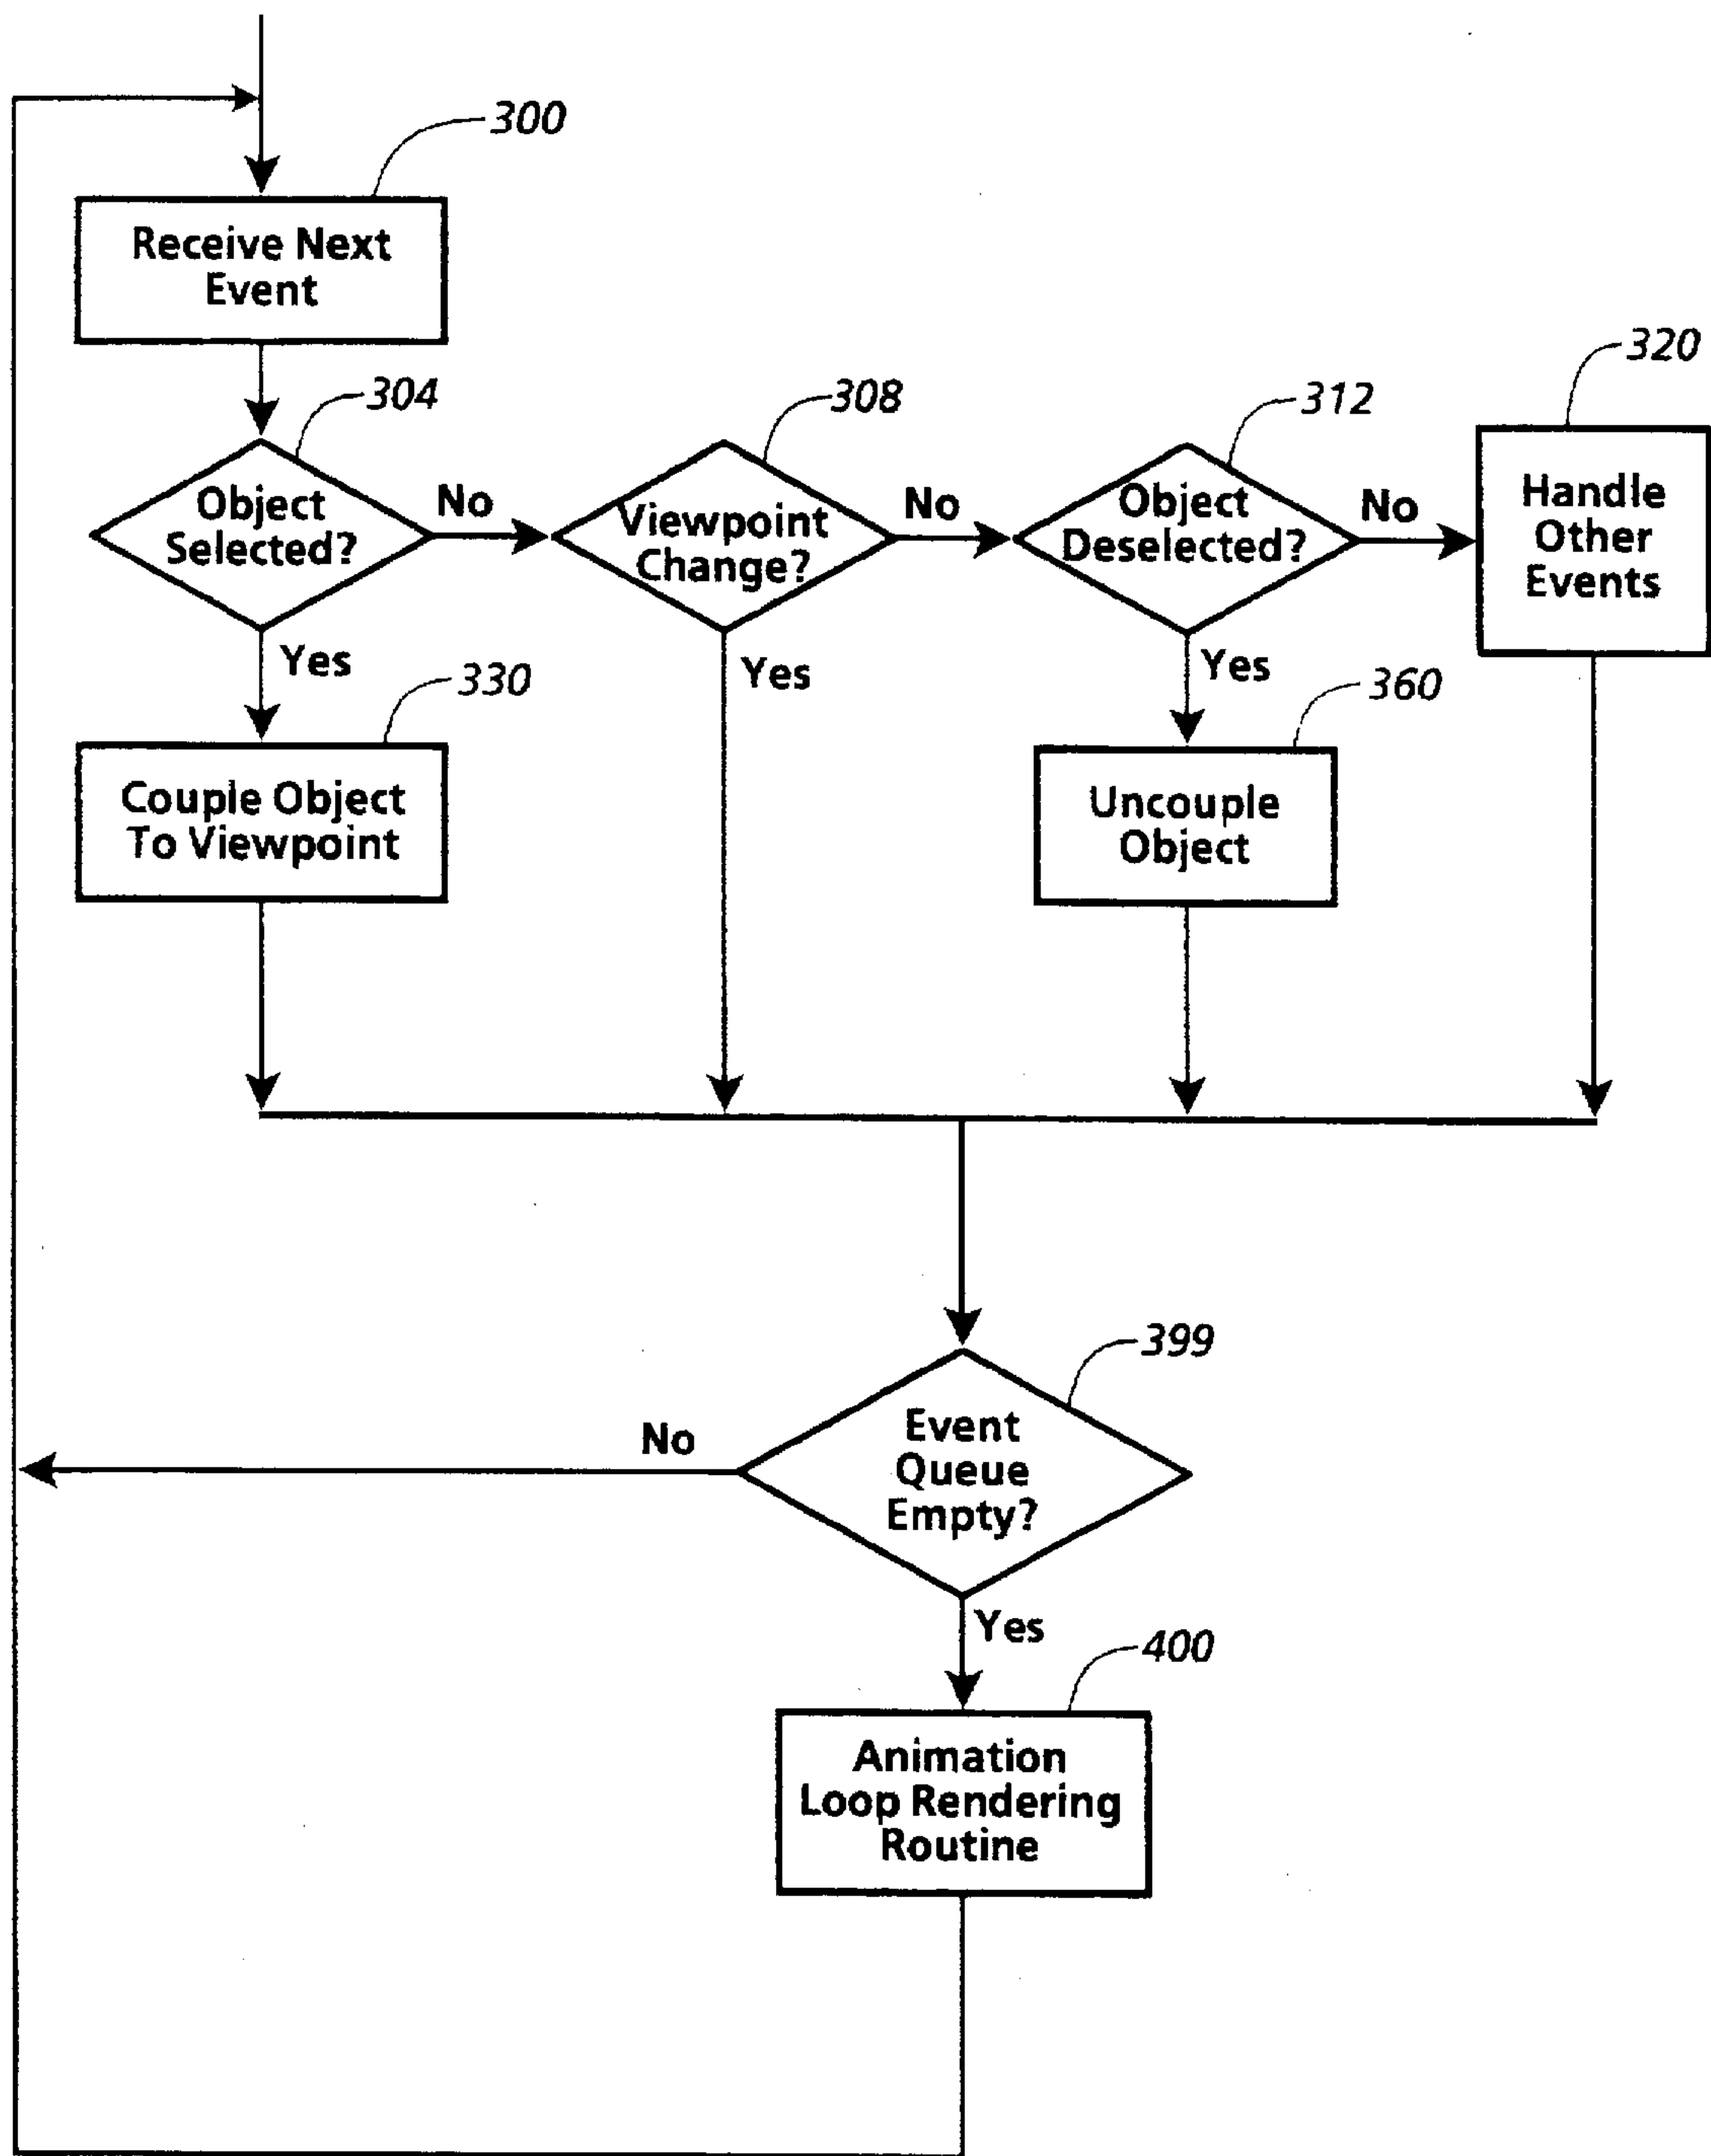 300
Receive Next
Event
304
308
312
320
Object
Selected?
No
Viewpoint
Change?
No
Object
Deselected?
No
Handle
Other
Events
Yes
Yes
Yes
330
360
Couple Object
To Viewpoint
Uncouple
Object
399
Event
Queue
Empty?
No
Yes
400
Animation
Loop Rendering
Routine